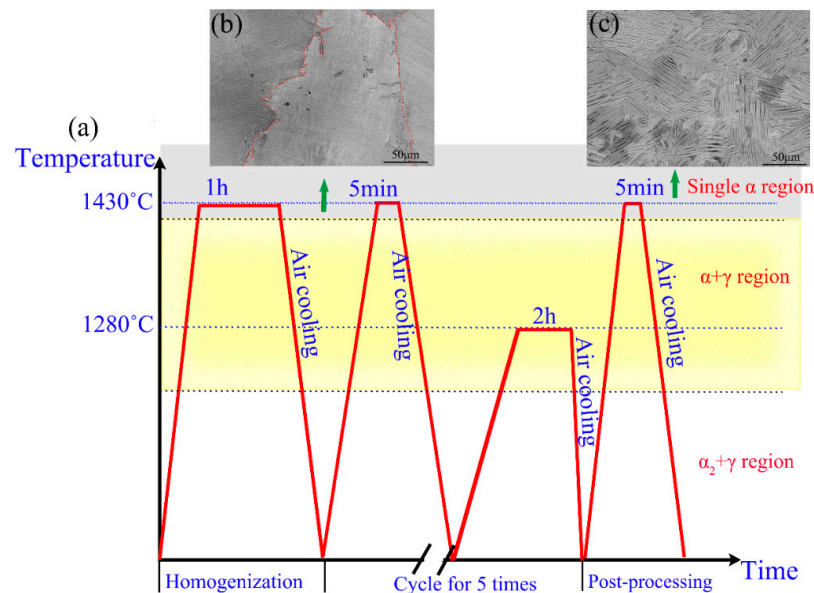 (b)
(c)
50μm
50μm
(a)
Temperature
1h
5min
5min
Single α region
1430°C
Air cooling
Air cooling
Air cooling
α+γ region
1280°C
2h
Air cooling
α₂+γ region
Time
Homogenization
Cycle for 5 times
Post-processing